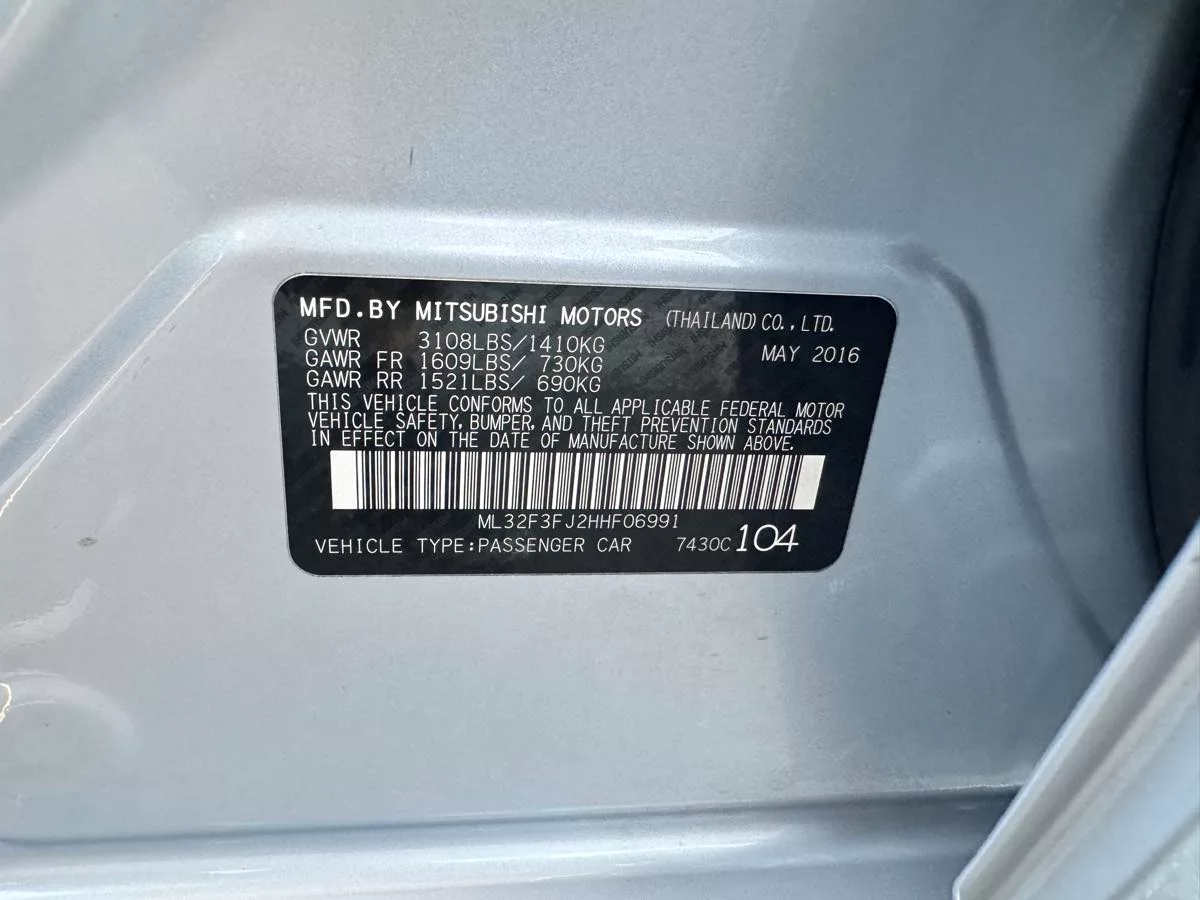 MFD.BY MITSUBISHI MOTORS (THAILAND) CO.,LTD.
GVWR 3108LBS/1410KG MAY 2016
GAWR FR 1609LBS/ 730KG
GAWR RR 1521LBS/ 690KG
THIS VEHICLE CONFORMS TO ALL APPLICABLE FEDERAL MOTOR
VEHICLE SAFETY, BUMPER, AND THEFT PREVENTION STANDARDS
IN EFFECT ON THE DATE OF MANUFACTURE SHOWN ABOVE.
ML32F3FJ2HHF06991
VEHICLE TYPE:PASSENGER CAR 7430C 104